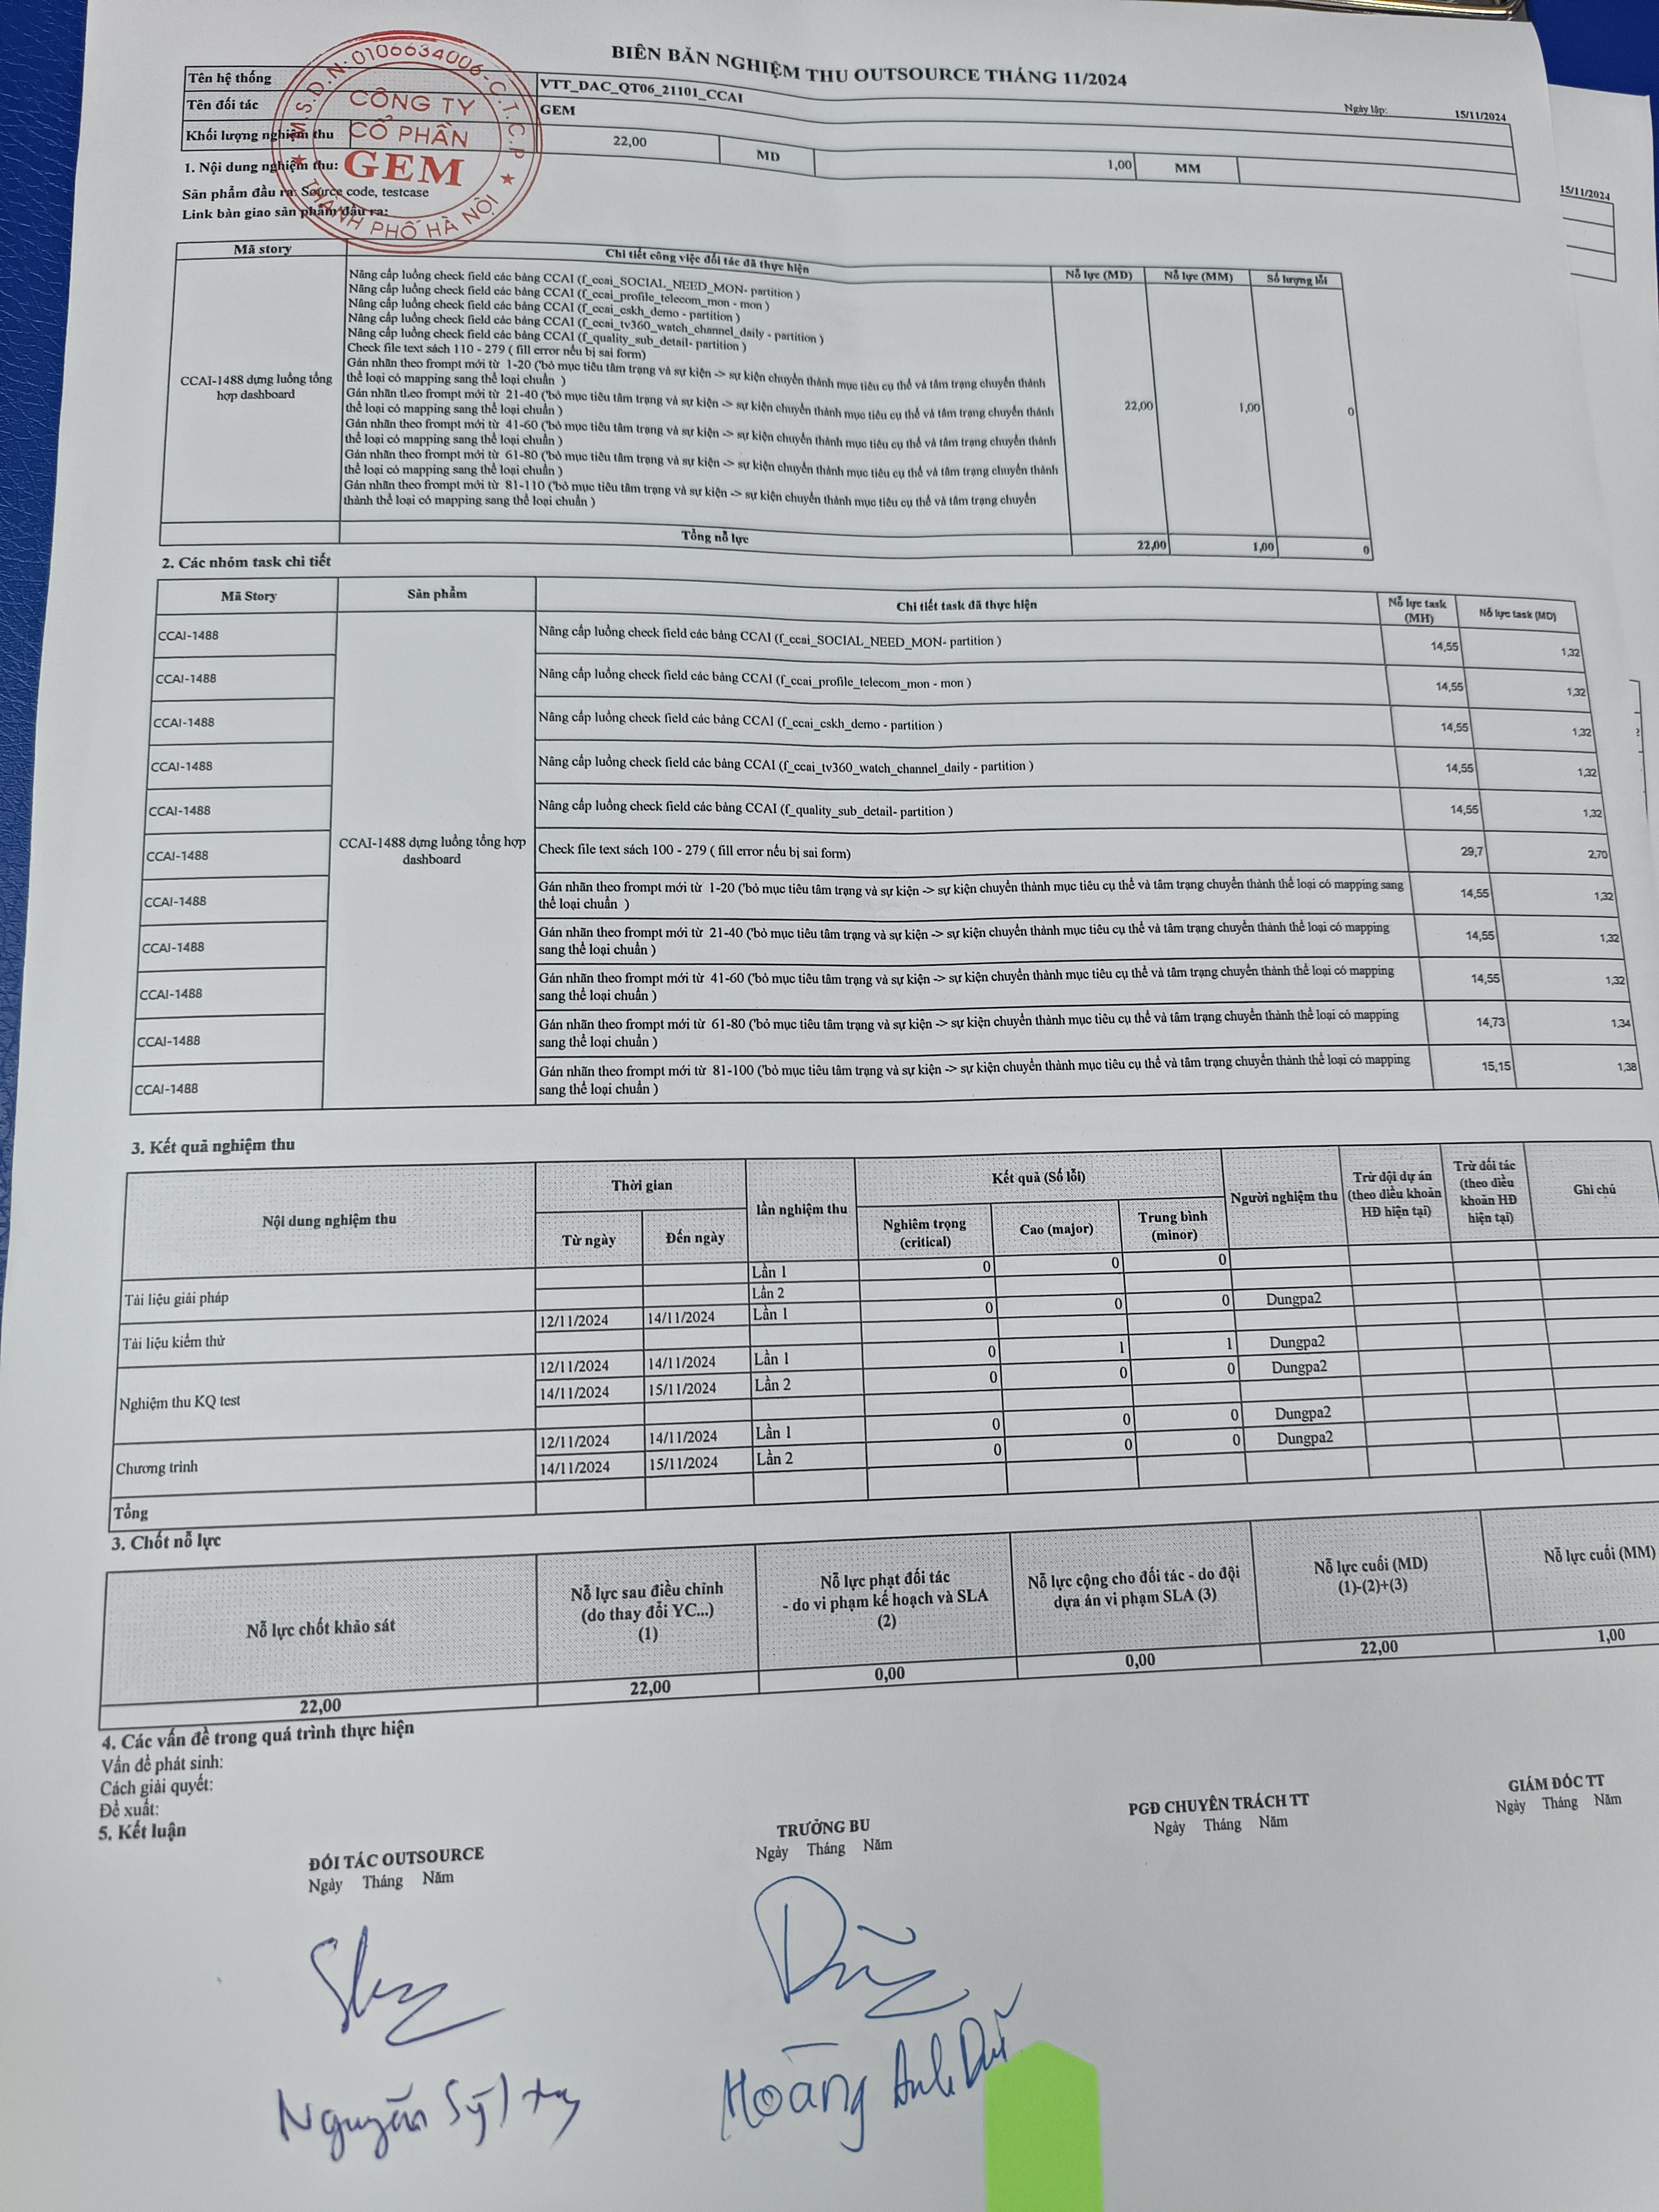 BIÊN BẢN NGHIỆM THU OUTSOURCE THÁNG 11/2024
Ngày lập: 15/11/2024
Tên hệ thống VTT_DAC_QT06_21101_CCAI
Tên đối tác GEM
Khối lượng nghiệm thu 22,00 MD 1,00 MM
M.S.D.N: 0106634006 - C.T.C.P
CÔNG TY
CỔ PHẦN
GEM
THÀNH PHỐ HÀ NỘI
15/11/2024
1. Nội dung nghiệm thu:
Sản phẩm đầu ra: Source code, testcase
Link bàn giao sản phẩm đầu ra:
Mã story Chi tiết công việc đối tác đã thực hiện Nỗ lực (MD) Nỗ lực (MM) Số lượng lỗi
CCAI-1488 dựng luồng tổng hợp dashboard
Nâng cấp luồng check field các bảng CCAI (f_ccai_SOCIAL_NEED_MON- partition )
Nâng cấp luồng check field các bảng CCAI (f_ccai_profile_telecom_mon - mon )
Nâng cấp luồng check field các bảng CCAI (f_ccai_cskh_demo - partition )
Nâng cấp luồng check field các bảng CCAI (f_ccai_tv360_watch_channel_daily - partition )
Nâng cấp luồng check field các bảng CCAI (f_quality_sub_detail- partition )
Check file text sách 110 - 279 ( fill error nếu bị sai form)
Gán nhãn theo frompt mới từ 1-20 ('bỏ mục tiêu tâm trạng và sự kiện -> sự kiện chuyển thành mục tiêu cụ thể và tâm trạng chuyển thành
thể loại có mapping sang thể loại chuẩn )
Gán nhãn theo frompt mới từ 21-40 ('bỏ mục tiêu tâm trạng và sự kiện -> sự kiện chuyển thành mục tiêu cụ thể và tâm trạng chuyển thành
thể loại có mapping sang thể loại chuẩn )
Gán nhãn theo frompt mới từ 41-60 ('bỏ mục tiêu tâm trạng và sự kiện -> sự kiện chuyển thành mục tiêu cụ thể và tâm trạng chuyển thành
thể loại có mapping sang thể loại chuẩn )
Gán nhãn theo frompt mới từ 61-80 ('bỏ mục tiêu tâm trạng và sự kiện -> sự kiện chuyển thành mục tiêu cụ thể và tâm trạng chuyển thành
thể loại có mapping sang thể loại chuẩn )
Gán nhãn theo frompt mới từ 81-110 ('bỏ mục tiêu tâm trạng và sự kiện -> sự kiện chuyển thành mục tiêu cụ thể và tâm trạng chuyển
thành thể loại có mapping sang thể loại chuẩn )
22,00 1,00 0
Tổng nỗ lực 22,00 1,00 0
2. Các nhóm task chi tiết
Mã Story Sản phẩm Chi tiết task đã thực hiện Nỗ lực task (MH) Nỗ lực task (MD)
CCAI-1488 dựng luồng tổng hợp dashboard
CCAI-1488 Nâng cấp luồng check field các bảng CCAI (f_ccai_SOCIAL_NEED_MON- partition ) 14,55 1,32
CCAI-1488 Nâng cấp luồng check field các bảng CCAI (f_ccai_profile_telecom_mon - mon ) 14,55 1,32
CCAI-1488 Nâng cấp luồng check field các bảng CCAI (f_ccai_cskh_demo - partition ) 14,55 1,32
CCAI-1488 Nâng cấp luồng check field các bảng CCAI (f_ccai_tv360_watch_channel_daily - partition ) 14,55 1,32
CCAI-1488 Nâng cấp luồng check field các bảng CCAI (f_quality_sub_detail- partition ) 14,55 1,32
CCAI-1488 Check file text sách 100 - 279 ( fill error nếu bị sai form) 29,7 2,70
CCAI-1488 Gán nhãn theo frompt mới từ 1-20 ('bỏ mục tiêu tâm trạng và sự kiện -> sự kiện chuyển thành mục tiêu cụ thể và tâm trạng chuyển thành thể loại có mapping sang
thể loại chuẩn ) 14,55 1,32
CCAI-1488 Gán nhãn theo frompt mới từ 21-40 ('bỏ mục tiêu tâm trạng và sự kiện -> sự kiện chuyển thành mục tiêu cụ thể và tâm trạng chuyển thành thể loại có mapping
sang thể loại chuẩn ) 14,55 1,32
CCAI-1488 Gán nhãn theo frompt mới từ 41-60 ('bỏ mục tiêu tâm trạng và sự kiện -> sự kiện chuyển thành mục tiêu cụ thể và tâm trạng chuyển thành thể loại có mapping
sang thể loại chuẩn ) 14,55 1,32
CCAI-1488 Gán nhãn theo frompt mới từ 61-80 ('bỏ mục tiêu tâm trạng và sự kiện -> sự kiện chuyển thành mục tiêu cụ thể và tâm trạng chuyển thành thể loại có mapping
sang thể loại chuẩn ) 14,73 1,34
CCAI-1488 Gán nhãn theo frompt mới từ 81-100 ('bỏ mục tiêu tâm trạng và sự kiện -> sự kiện chuyển thành mục tiêu cụ thể và tâm trạng chuyển thành thể loại có mapping
sang thể loại chuẩn ) 15,15 1,38
3. Kết quả nghiệm thu
Nội dung nghiệm thu Thời gian lần nghiệm thu Kết quả (Số lỗi) Người nghiệm thu Trừ đội dự án (theo điều khoản HĐ hiện tại) Trừ đối tác (theo điều khoản HĐ hiện tại) Ghi chú
Từ ngày Đến ngày Nghiêm trọng (critical) Cao (major) Trung bình (minor)
Tài liệu giải pháp Lần 1 0 0 0
Lần 2
Tài liệu kiểm thử 12/11/2024 14/11/2024 Lần 1 0 0 0 Dungpa2
Nghiệm thu KQ test 12/11/2024 14/11/2024 Lần 1 0 1 1 Dungpa2
14/11/2024 15/11/2024 Lần 2 0 0 0 Dungpa2
Chương trình 12/11/2024 14/11/2024 Lần 1 0 0 0 Dungpa2
14/11/2024 15/11/2024 Lần 2 0 0 0 Dungpa2
Tổng
3. Chốt nỗ lực
Nỗ lực chốt khảo sát Nỗ lực sau điều chỉnh (do thay đổi YC...) (1) Nỗ lực phạt đối tác - do vi phạm kế hoạch và SLA (2) Nỗ lực cộng cho đối tác - do đội dựa án vi phạm SLA (3) Nỗ lực cuối (MD) (1)-(2)+(3) Nỗ lực cuối (MM)
22,00 22,00 0,00 0,00 22,00 1,00
4. Các vấn đề trong quá trình thực hiện
Vấn đề phát sinh:
Cách giải quyết:
Đề xuất:
5. Kết luận
ĐỐI TÁC OUTSOURCE TRƯỞNG BU PGĐ CHUYÊN TRÁCH TT GIÁM ĐỐC TT
Ngày Tháng Năm Ngày Tháng Năm Ngày Tháng Năm Ngày Tháng Năm
Nguyễn Sỹ Hoàng Anh